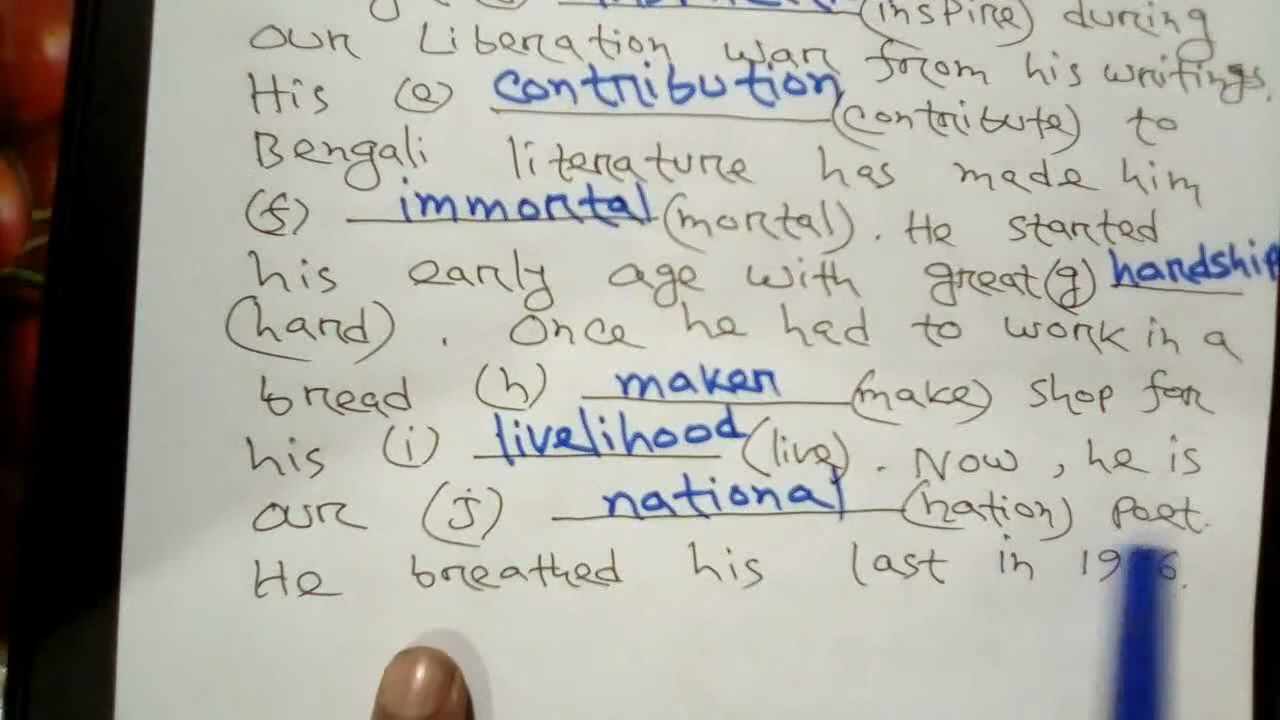 (inspire) during
our Liberation war from his writings.
His (e) contribution (contribute) to
Bengali literature has made him
(f) immortal (mortal). He started
his early age with great (g) hardship
(hard). Once he had to work in a
bread (h) maker (make) shop for
his (i) livelihood (live). Now, he is
our (j) national (nation) Poet.
He breathed his last in